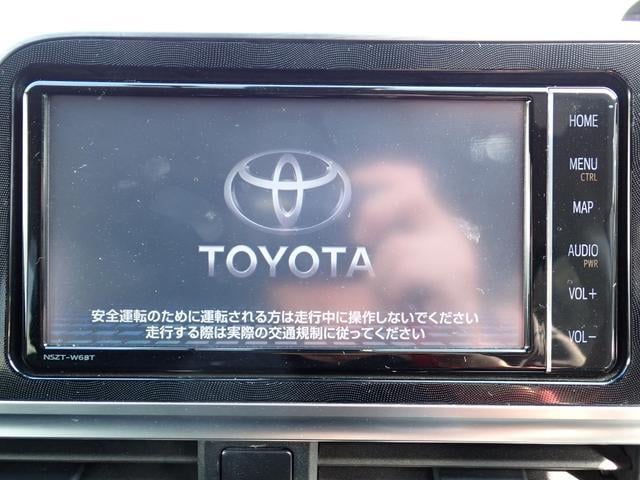 TOYOTA
安全運転のために運転される方は走行中に操作しないでください
走行する際は実際の交通規制に従ってください
NSZT-W68T
HOME
MENU
CTRL
MAP
AUDIO
PWR
VOL+
VOL-